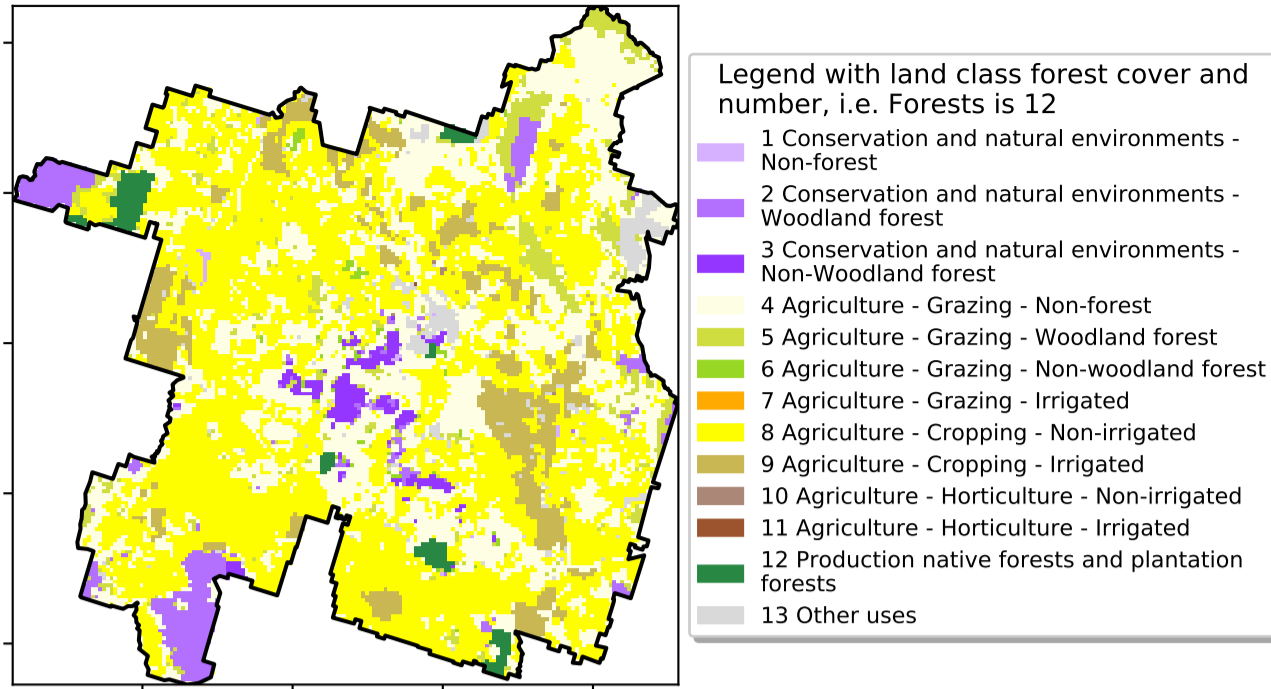 Legend with land class forest cover and
number, i.e. Forests is 12
1 Conservation and natural environments -
Non-forest
2 Conservation and natural environments -
Woodland forest
3 Conservation and natural environments -
Non-Woodland forest
4 Agriculture - Grazing - Non-forest
5 Agriculture - Grazing - Woodland forest
6 Agriculture - Grazing - Non-woodland forest
7 Agriculture - Grazing - Irrigated
8 Agriculture - Cropping - Non-irrigated
9 Agriculture - Cropping - Irrigated
10 Agriculture - Horticulture - Non-irrigated
11 Agriculture - Horticulture - Irrigated
12 Production native forests and plantation
forests
13 Other uses